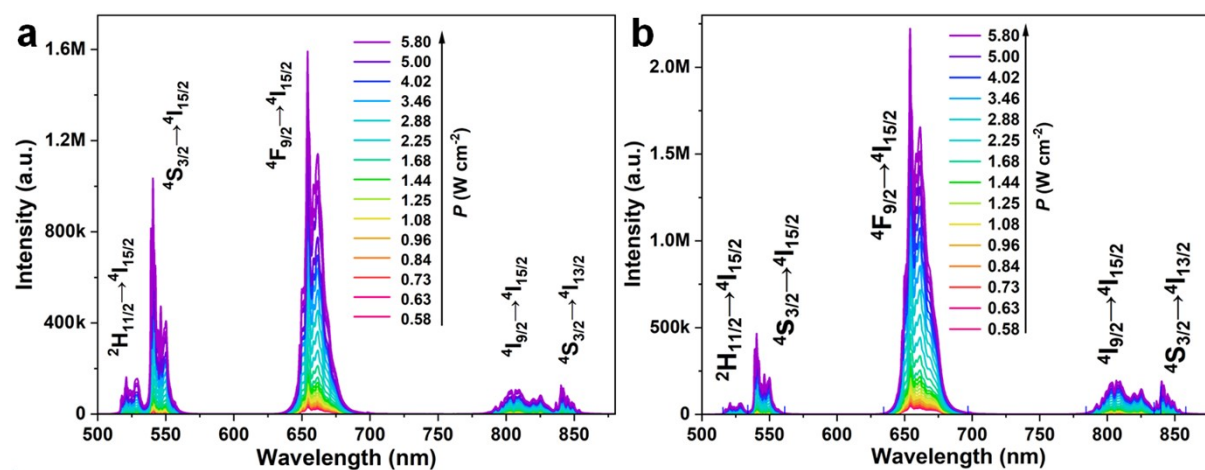 a
1.6M
1.2M
800k
400k
0
Intensity (a.u.)
500 550 600 650 700 750 800 850
Wavelength (nm)
²H₁₁/₂→⁴I₁₅/₂
⁴S₃/₂→⁴I₁₅/₂
⁴F₉/₂→⁴I₁₅/₂
⁴I₉/₂→⁴I₁₅/₂
⁴S₃/₂→⁴I₁₃/₂
5.80
5.00
4.02
3.46
2.88
2.25
1.68
1.44
1.25
1.08
0.96
0.84
0.73
0.63
0.58
P (W cm⁻²)
b
2.0M
1.5M
1.0M
500k
0
Intensity (a.u.)
500 550 600 650 700 750 800 850
Wavelength (nm)
²H₁₁/₂→⁴I₁₅/₂
⁴S₃/₂→⁴I₁₅/₂
⁴F₉/₂→⁴I₁₅/₂
⁴I₉/₂→⁴I₁₅/₂
⁴S₃/₂→⁴I₁₃/₂
5.80
5.00
4.02
3.46
2.88
2.25
1.68
1.44
1.25
1.08
0.96
0.84
0.73
0.63
0.58
P (W cm⁻²)